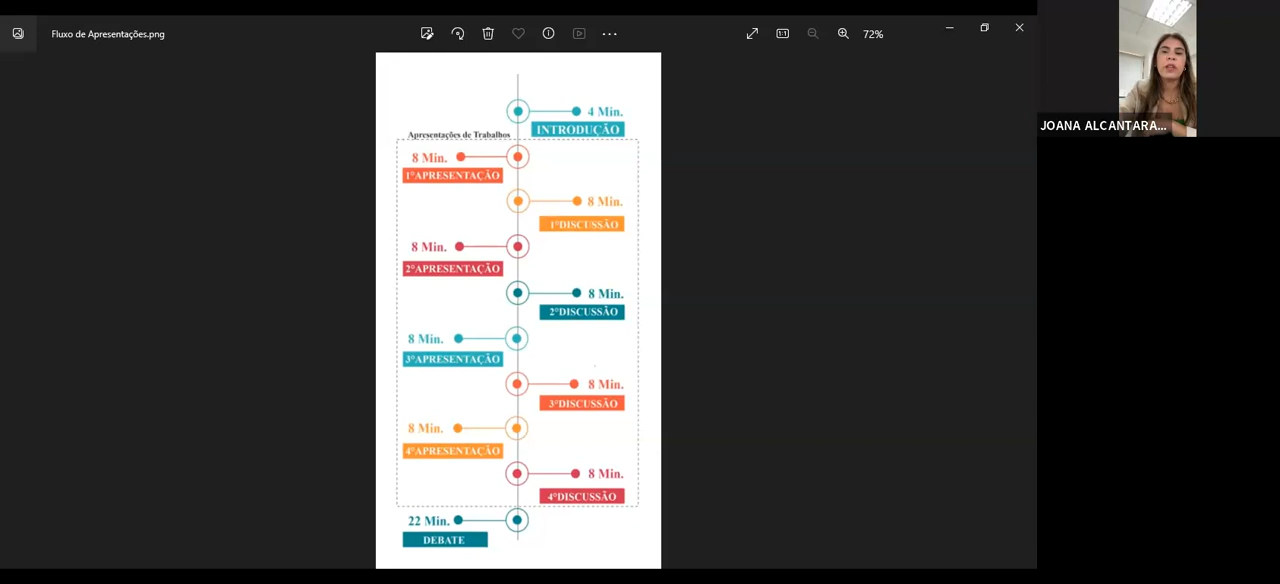 Fluxo de Apresentações.png
72%
JOANA ALCANTARA...
4 Min.
INTRODUÇÃO
Apresentações de Trabalhos
8 Min.
1ºAPRESENTAÇÃO
8 Min.
1ºDISCUSSÃO
8 Min.
2ºAPRESENTAÇÃO
8 Min.
2ºDISCUSSÃO
8 Min.
3ºAPRESENTAÇÃO
8 Min.
3ºDISCUSSÃO
8 Min.
4ºAPRESENTAÇÃO
8 Min.
4ºDISCUSSÃO
22 Min.
DEBATE